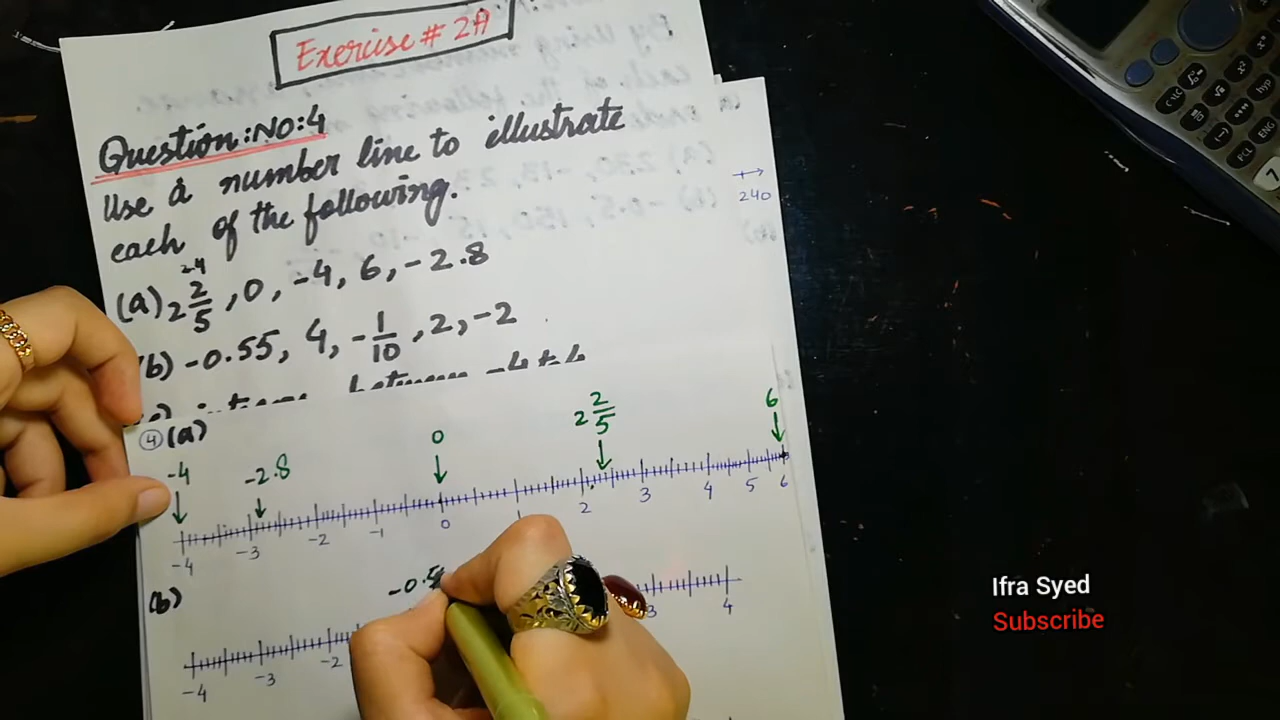 Exercise # 2A
Question:NO:4
Use a number line to illustrate
each of the following.
-4
(a) 2 2/5 , 0 , -4 , 6 , -2.8
(b) -0.55 , 4 , -1/10 , 2 , -2
240
4 (a)
-4 -2.8 0 2 2/5 6
-4 -3 -2 -1 0 2 3 4 5 6
(b)
-0.5
-4 -3 -2 3 4
Ifra Syed
Subscribe
7